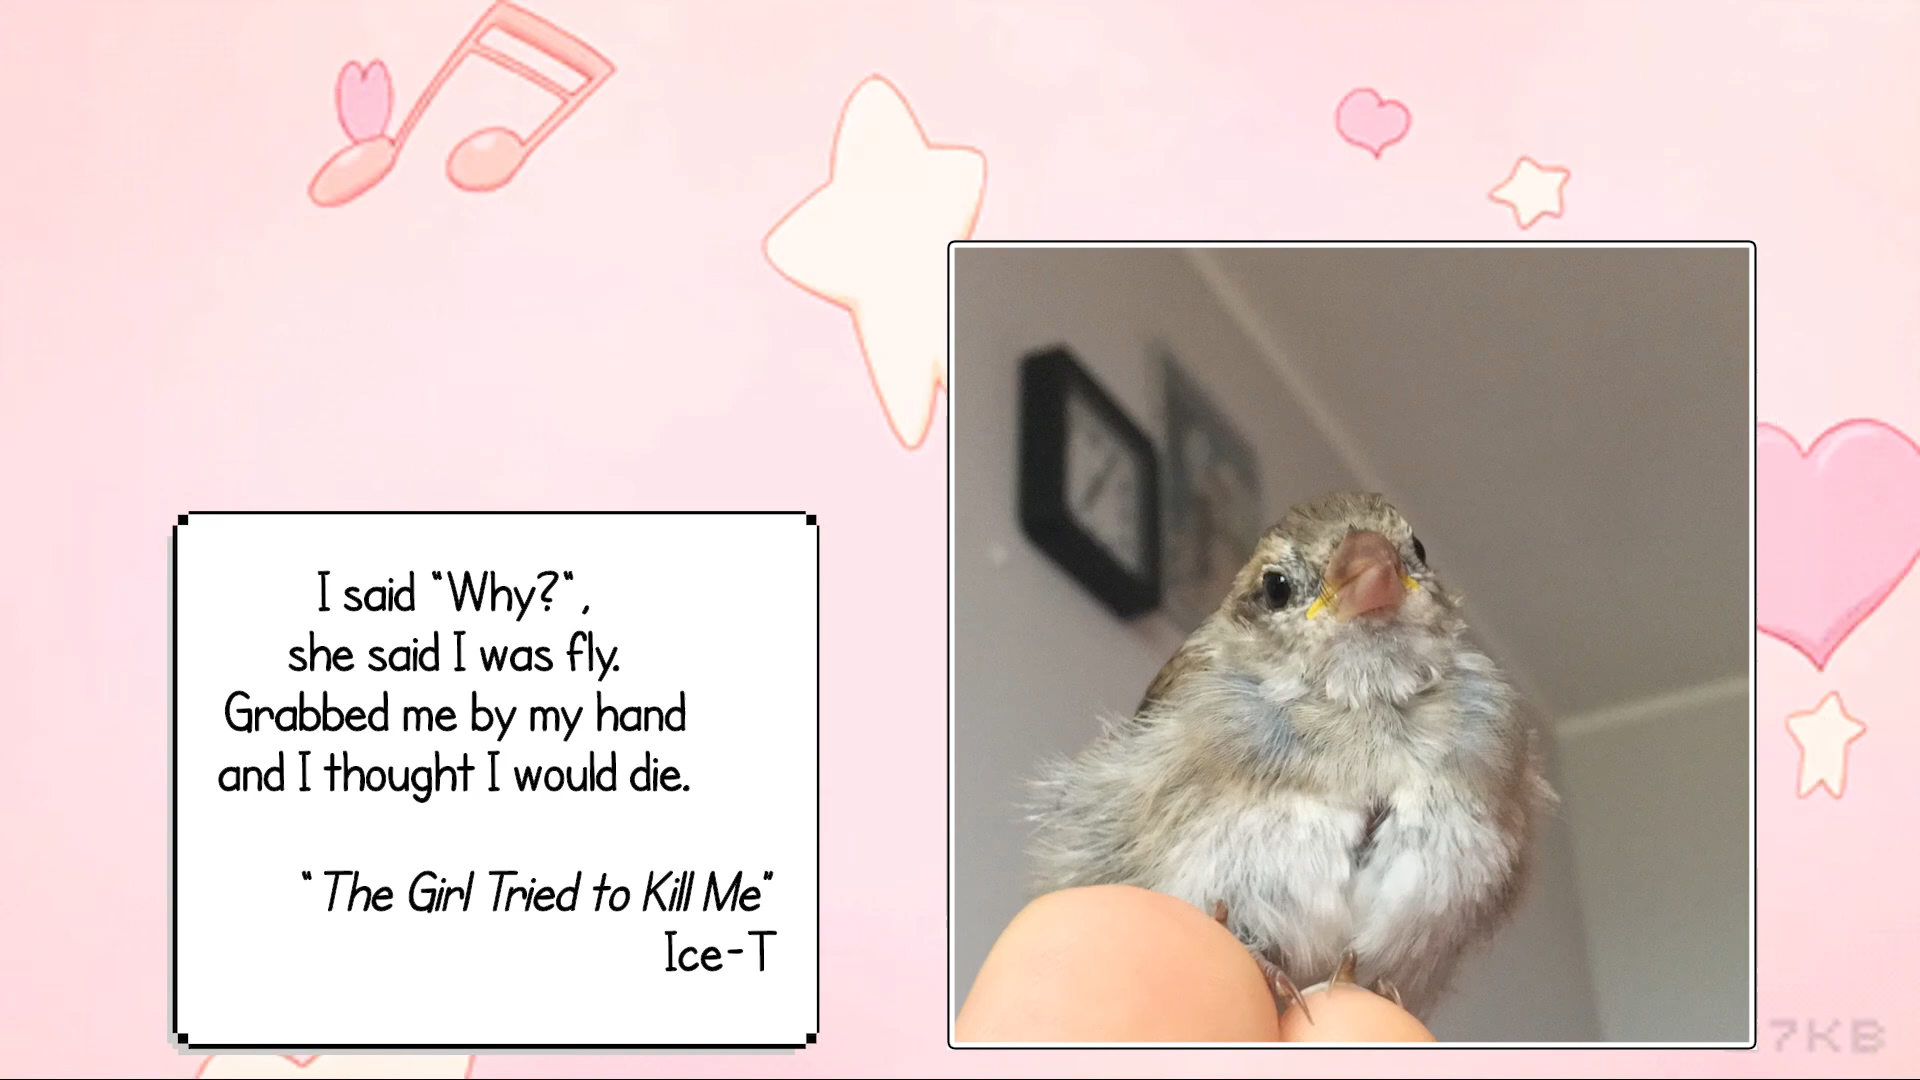 I said "Why?",
she said I was fly.
Grabbed me by my hand
and I thought I would die.
"The Girl Tried to Kill Me"
Ice-T
7KB